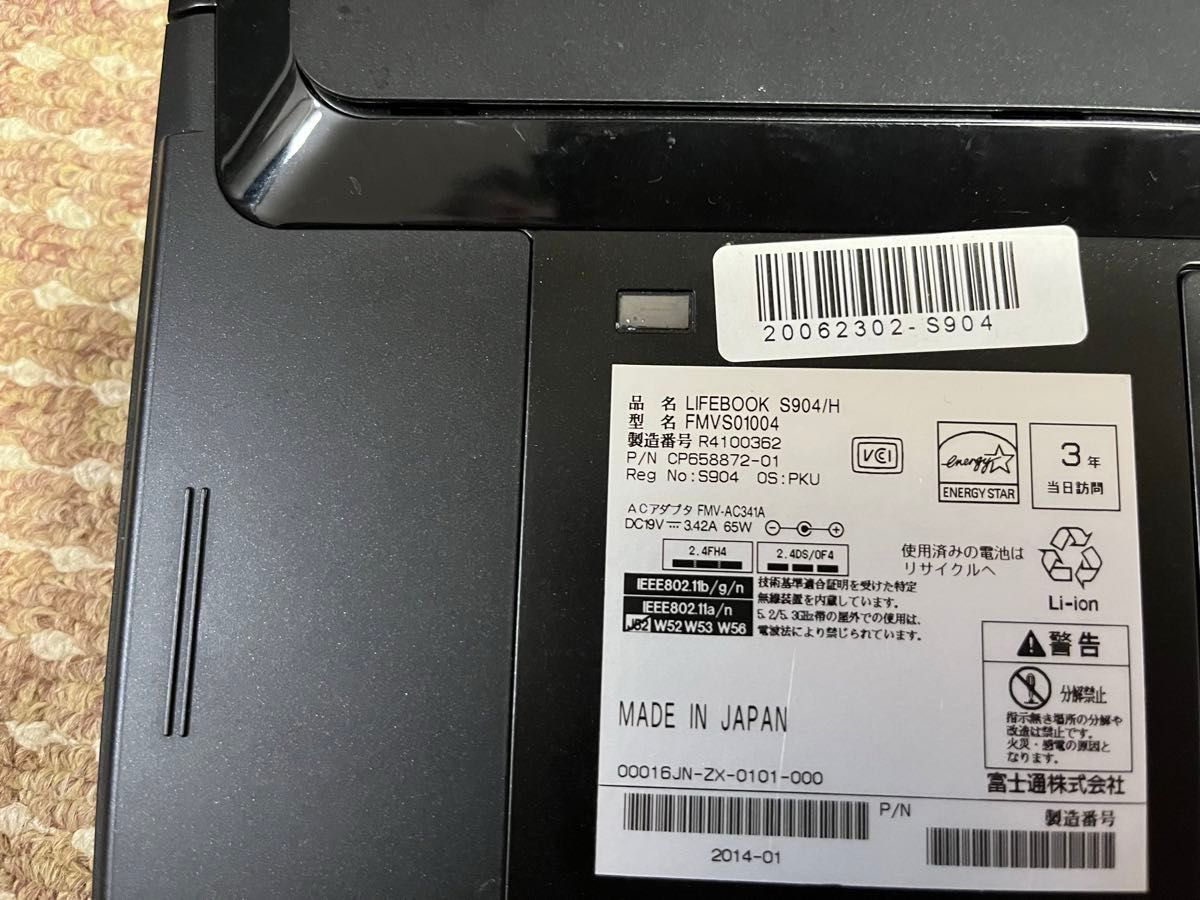 20062302-S904
品 名 LIFEBOOK S904/H
型 名 FMVS01004
製造番号 R4100362
P/N CP658872-01
Reg No:S904 OS:PKU
VCCI
energy
ENERGY STAR
3年
当日訪問
ACアダプタ FMV-AC341A
DC19V 3.42A 65W
2.4FH4
2.4DS/OF4
IEEE802.11b/g/n
IEEE802.11a/n
J52 W52 W53 W56
技術基準適合証明を受けた特定
無線装置を内蔵しています。
5.2/5.3GHz帯の屋外での使用は、
電波法により禁じられています。
使用済みの電池は
リサイクルへ
Li-ion
警告
分解禁止
指示無き場所の分解や
改造は禁止です。
火災・感電の原因と
なります。
MADE IN JAPAN
00016JN-ZX-0101-000
富士通株式会社
P/N
製造番号
2014-01